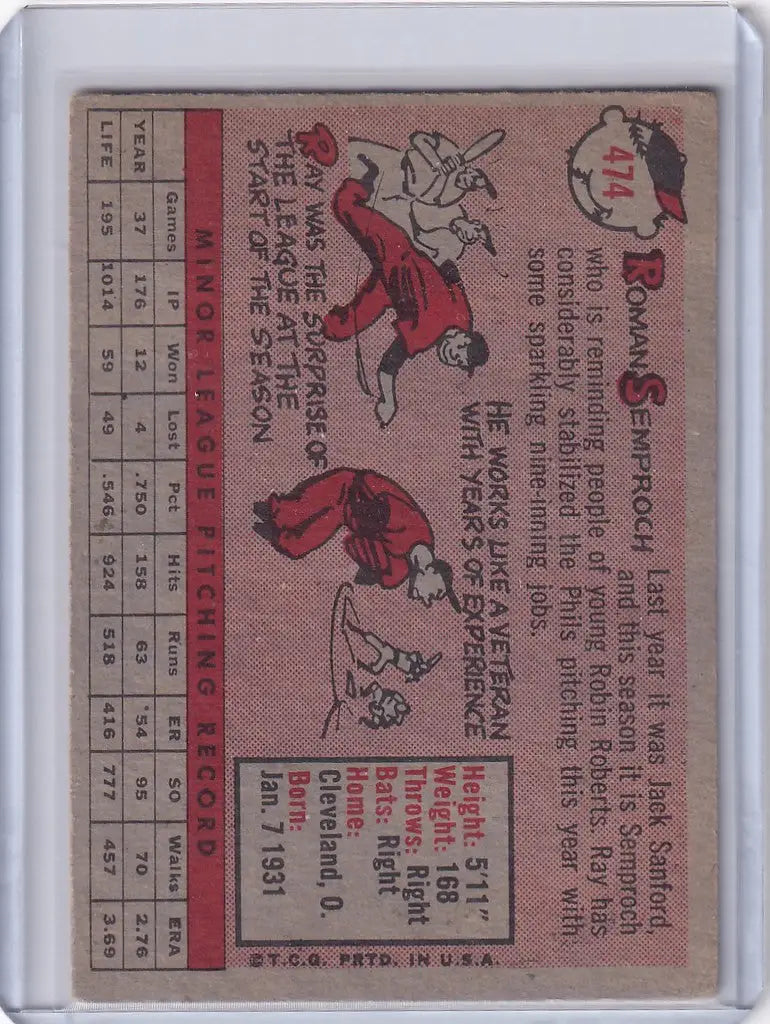 474
ROMAN SEMPROCH
Last year it was Jack Sanford,
and this season it is Semproch
who is reminding people of young Robin Roberts. Ray has
considerably stabilized the Phils pitching this year with
some sparkling nine-inning jobs.
HE WORKS LIKE A VETERAN
WITH YEARS OF EXPERIENCE
RAY WAS THE SURPRISE OF
THE LEAGUE AT THE
START OF THE SEASON
Height: 5'11"
Weight: 168
Throws: Right
Bats: Right
Home:
Cleveland, O.
Born:
Jan. 7 1931
©T.C.G. PRTD. IN U.S.A.
MINOR LEAGUE PITCHING RECORD
Games IP Won Lost Pct Hits Runs ER SO Walks ERA
YEAR 37 176 12 4 .750 158 63 '54 95 70 2.76
LIFE 195 1014 59 49 .546 924 518 416 777 457 3.69